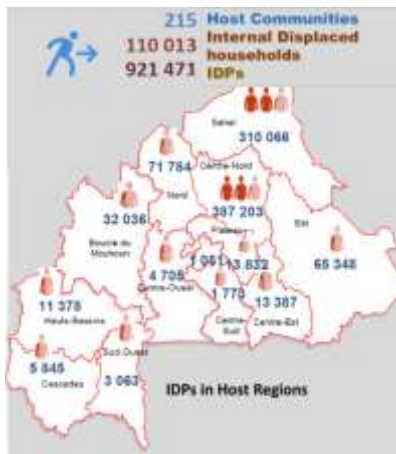 215 Host Communities
110 013 Internal Displaced households
921 471 IDPs
Sahel
310 066
71 784
Centre-Nord
Nord
32 036
387 203
Est
Boucle du Mouhoun
Plateau
4 705
1 061
13 832
65 348
Centre-Ouest
1 773
13 387
11 378
Hauts-Bassins
Centre-Sud
Centre-Est
Sud-Ouest
5 845
Cascades
3 063
IDPs in Host Regions